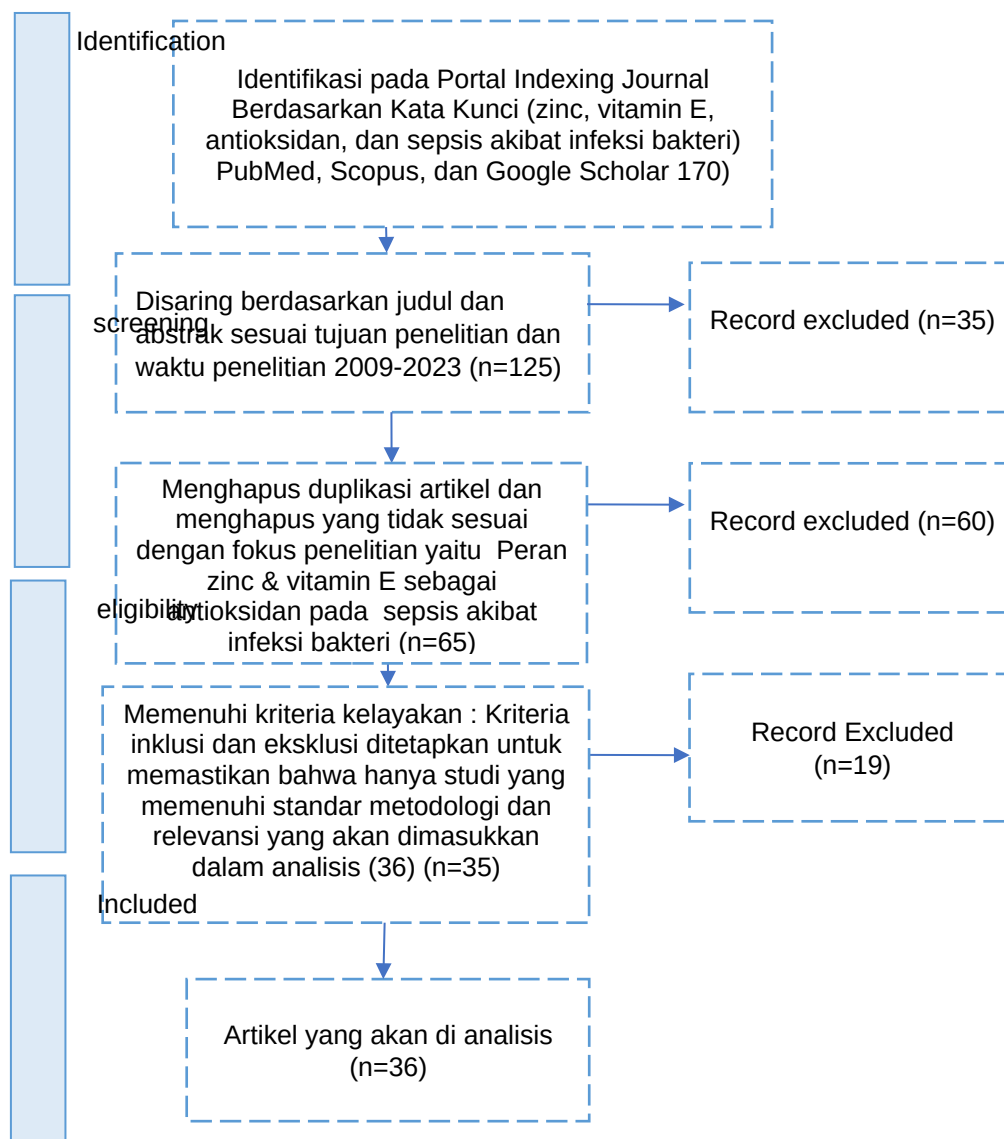 Identification
Identifikasi pada Portal Indexing Journal
Berdasarkan Kata Kunci (zinc, vitamin E,
antioksidan, dan sepsis akibat infeksi bakteri)
PubMed, Scopus, dan Google Scholar 170)
screening
Disaring berdasarkan judul dan
abstrak sesuai tujuan penelitian dan
waktu penelitian 2009-2023 (n=125)
Record excluded (n=35)
Menghapus duplikasi artikel dan
menghapus yang tidak sesuai
dengan fokus penelitian yaitu Peran
zinc & vitamin E sebagai
antioksidan pada sepsis akibat
infeksi bakteri (n=65)
Record excluded (n=60)
eligibility
Memenuhi kriteria kelayakan : Kriteria
inklusi dan eksklusi ditetapkan untuk
memastikan bahwa hanya studi yang
memenuhi standar metodologi dan
relevansi yang akan dimasukkan
dalam analisis (36) (n=35)
Record Excluded
(n=19)
Included
Artikel yang akan di analisis
(n=36)